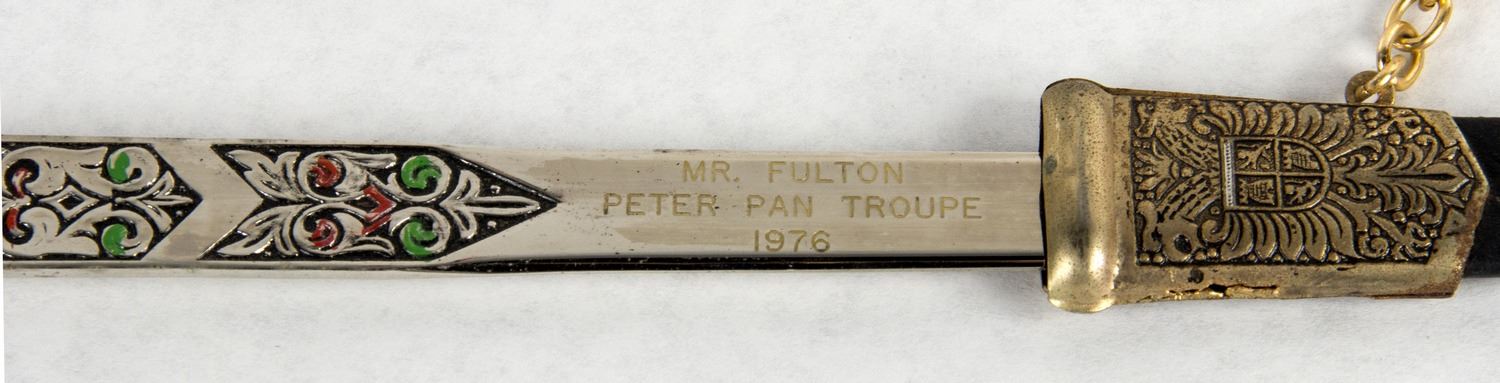 MR. FULTON
PETER PAN TROUPE
1976